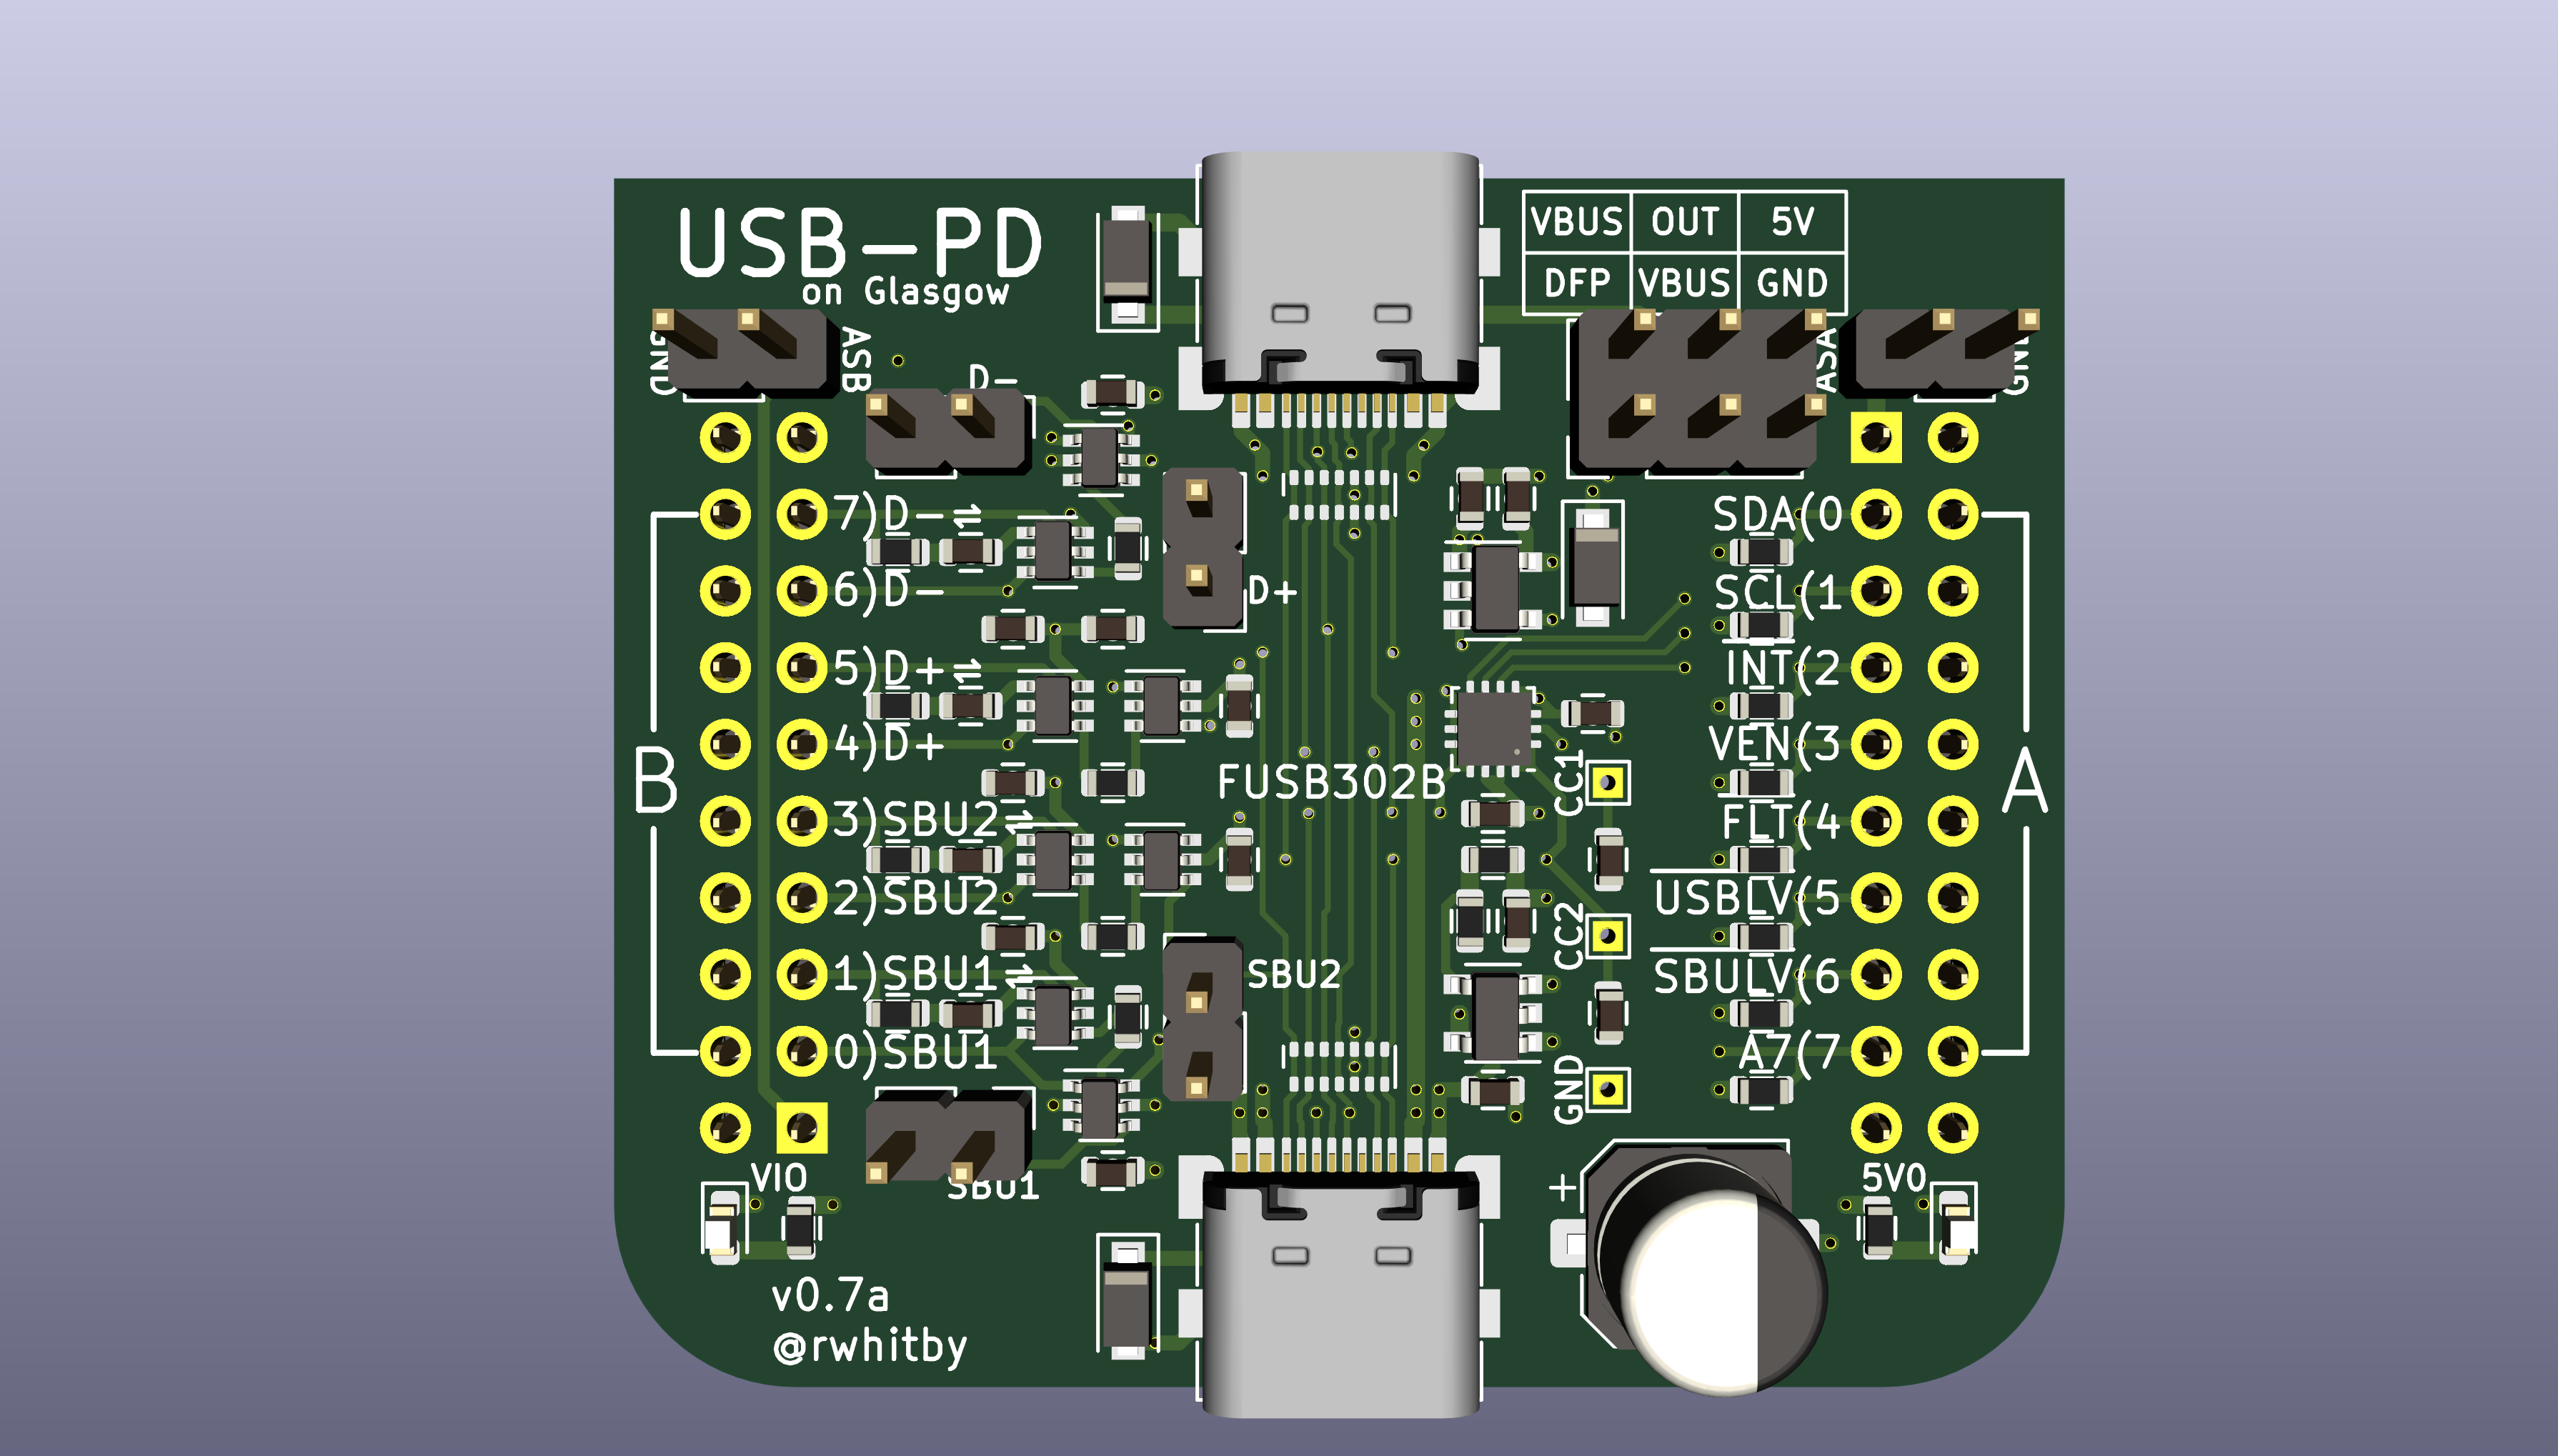 USB-PD
on Glasgow
VBUS OUT 5V
DFP VBUS GND
GND
ASB
ASA
GND
D-
7)D-⇌
6)D-
5)D+⇌
4)D+
3)SBU2⇌
2)SBU2
1)SBU1⇌
0)SBU1
B
D+
FUSB302B
SBU2
SBU1
CC1
CC2
GND
SDA(0
SCL(1
INT(2
VEN(3
FLT(4
USBLV(5
SBULV(6
A7(7
A
VIO
+
5V0
v0.7a
@rwhitby